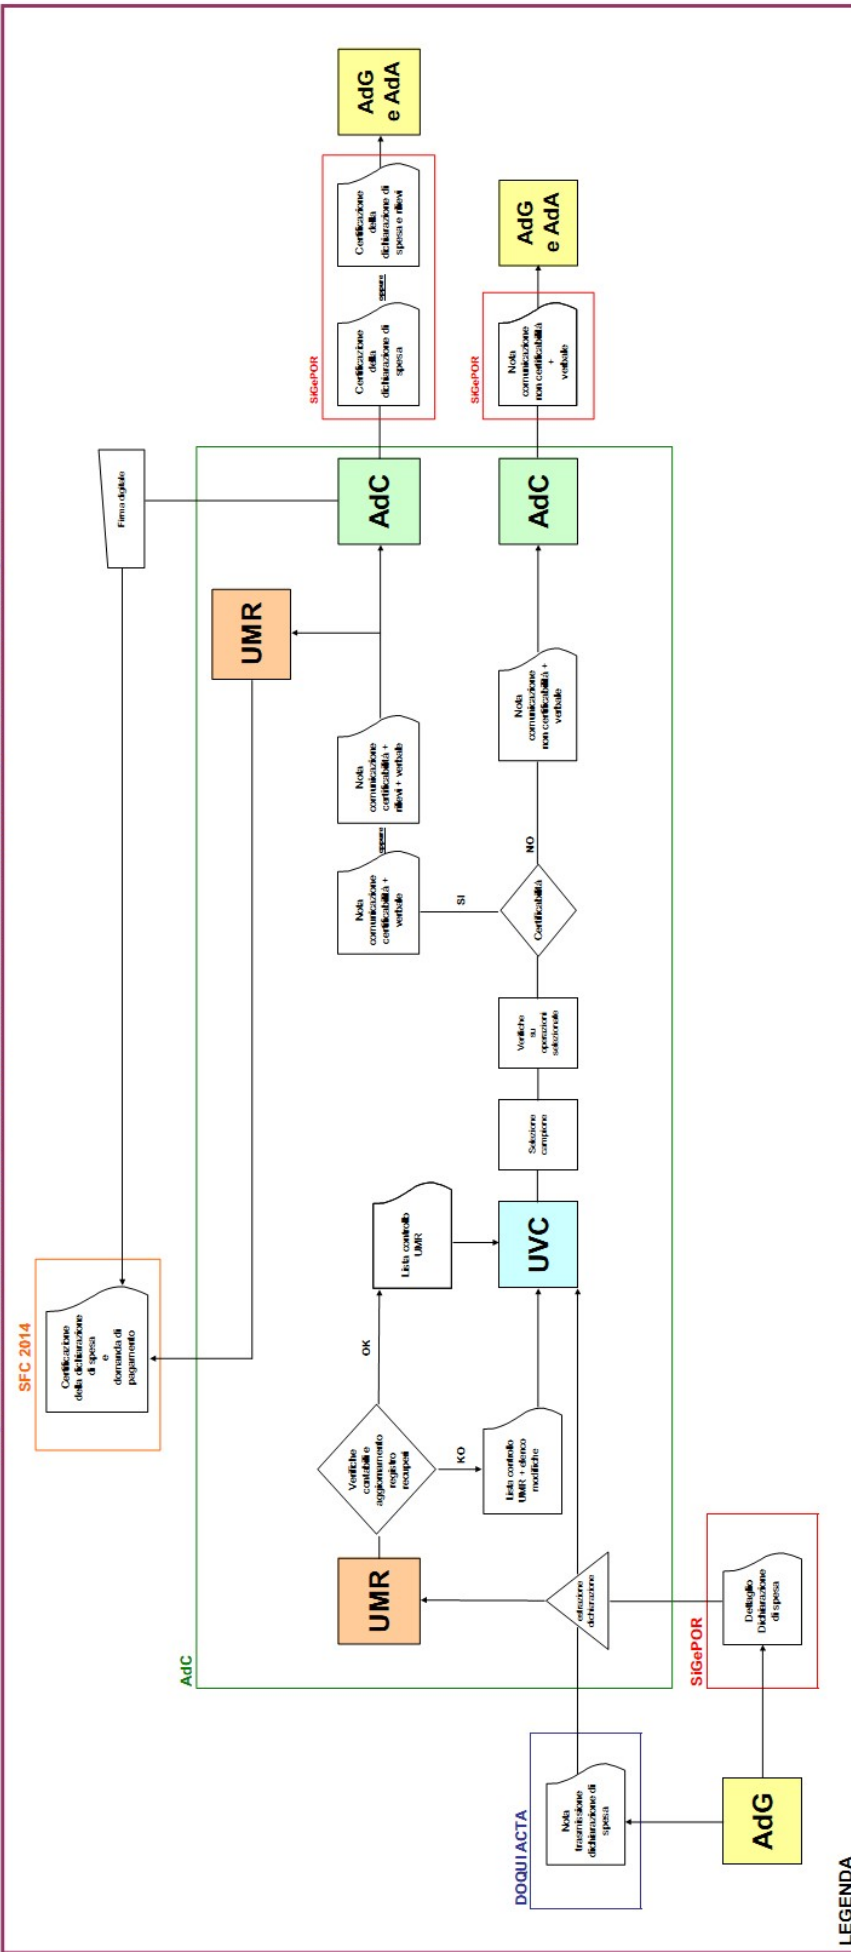 SFC 2014
Certificazione
della dichiarazione
di spesa
e
domanda di
pagamento
Firma digitale
AdC
UMR
SiGePOR
UMR
Verifiche
contabili e
aggiornamento
registro
recuperi
OK
Lista controllo
UMR
Nota
comunicazione
certificabilità +
verbale
oppure
Nota
comunicazione
certificabilità +
rilievi + verbale
AdC
Certificazione
della
dichiarazione di
spesa
oppure
Certificazione
della
dichiarazione di
spesa e rilievi
AdG
e AdA
KO
SI
SiGePOR
Lista controllo
UMR + elenco
modifiche
UVC
Selezione
campione
Verifiche
su
operazioni
selezionate
Certificabilità
NO
Nota
comunicazione
non certificabilità +
verbale
AdC
Nota
comunicazione
non certificabilità
+
verbale
AdG
e AdA
DOQUI ACTA
Nota
trasmissione
dichiarazione di
spesa
estrazione
dichiarazione
SiGePOR
Dettaglio
Dichiarazione
di spesa
AdG
LEGENDA